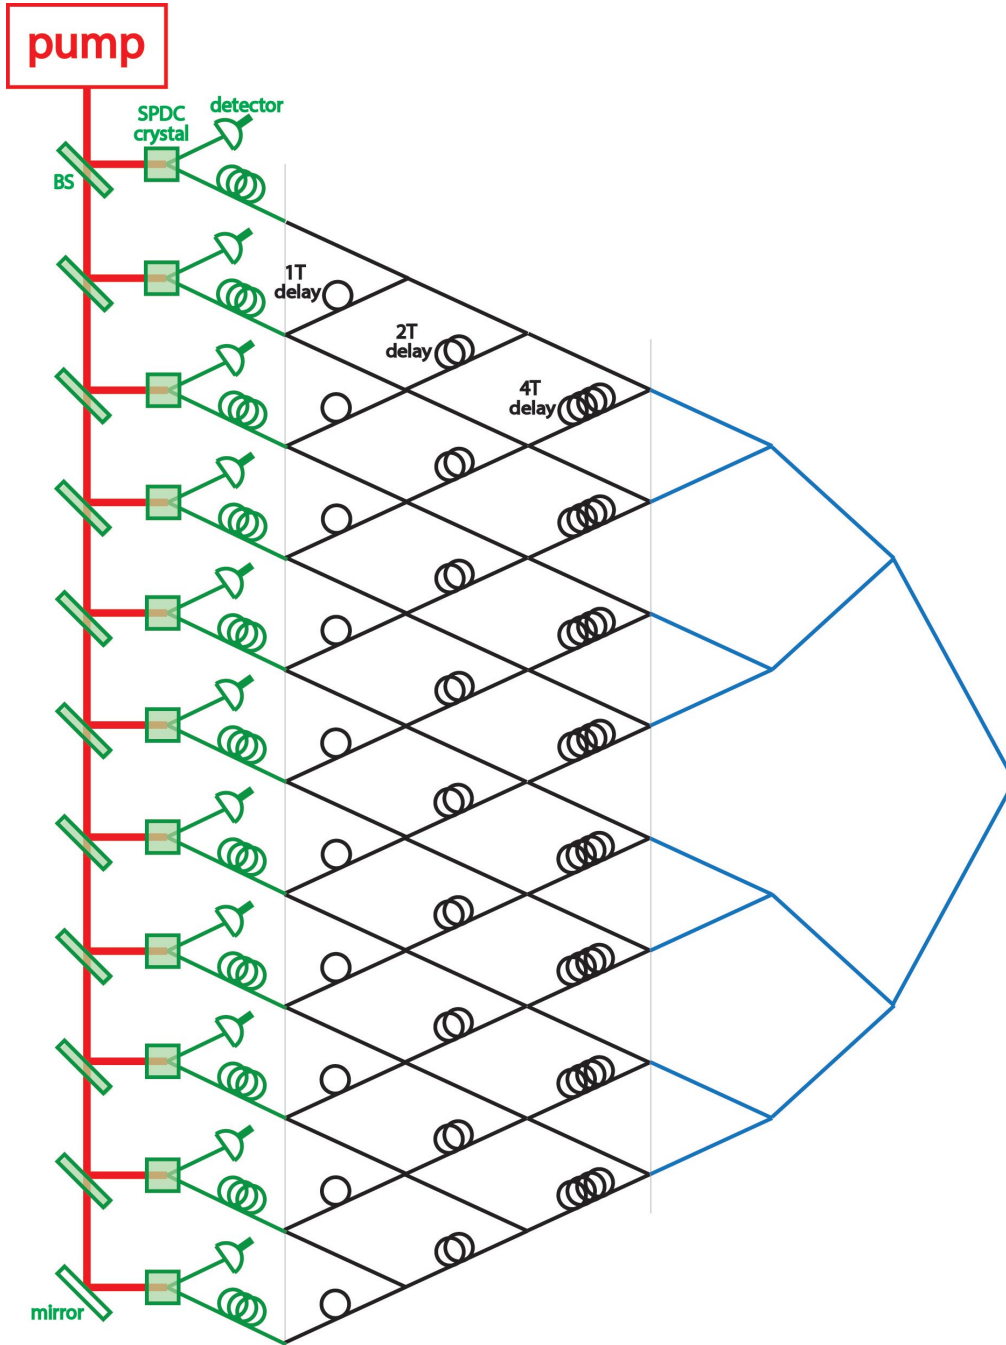 pump
detector
SPDC
crystal
BS
1T
delay
2T
delay
4T
delay
mirror